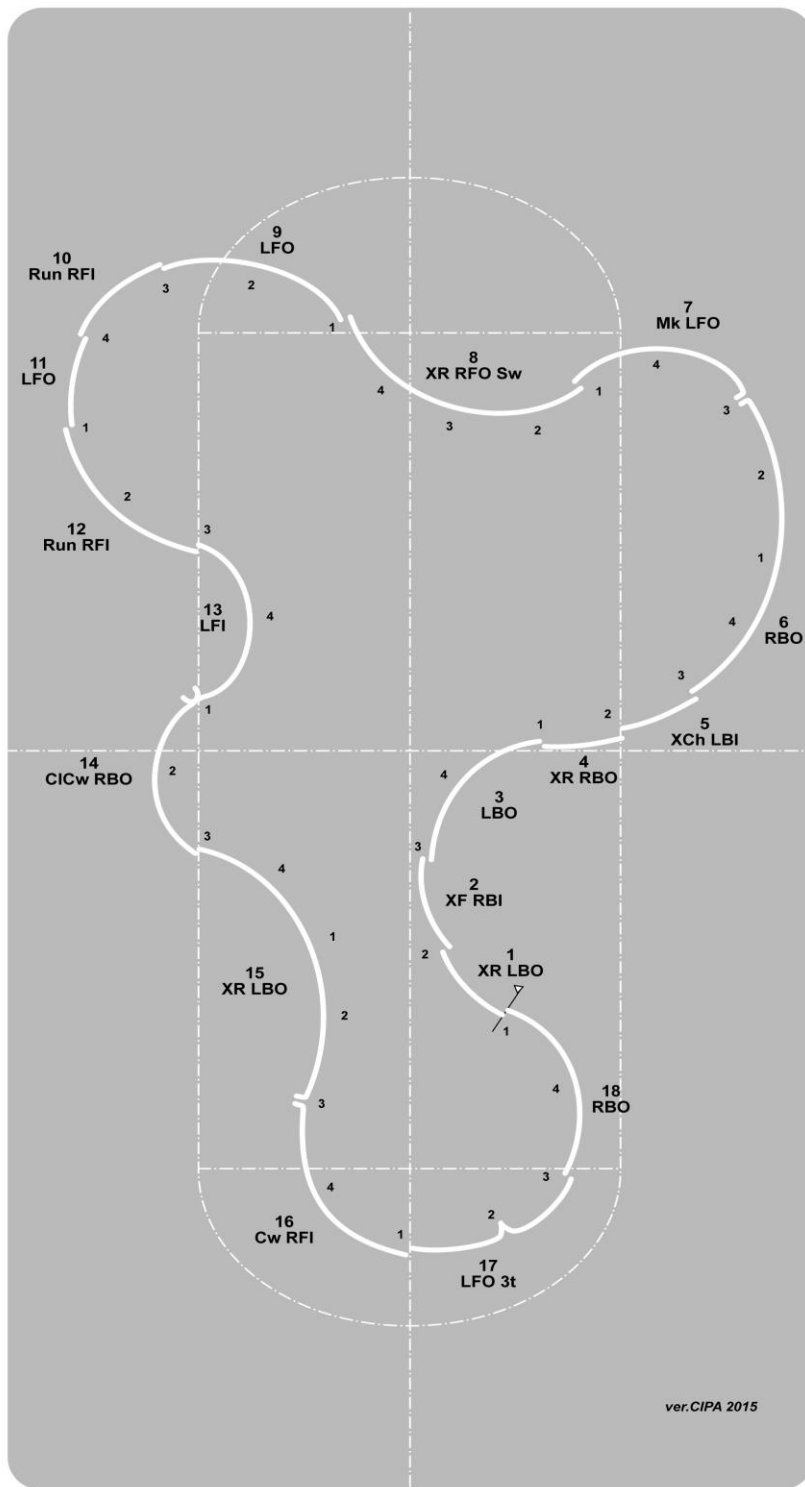 9
LFO
10
Run RFI
3
2
7
Mk LFO
1
4
11
LFO
8
XR RFO Sw
4
4
1
3
1
3
2
2
2
12
Run RFI
3
1
13
LFI
4
4
6
RBO
3
1
2
1
5
XCh LBI
14
ClCw RBO
2
4
3
LBO
4
XR RBO
3
3
4
2
XF RBI
1
2
1
XR LBO
15
XR LBO
2
1
4
18
RBO
3
3
4
2
16
Cw RFI
1
17
LFO 3t
ver.CIPA 2015